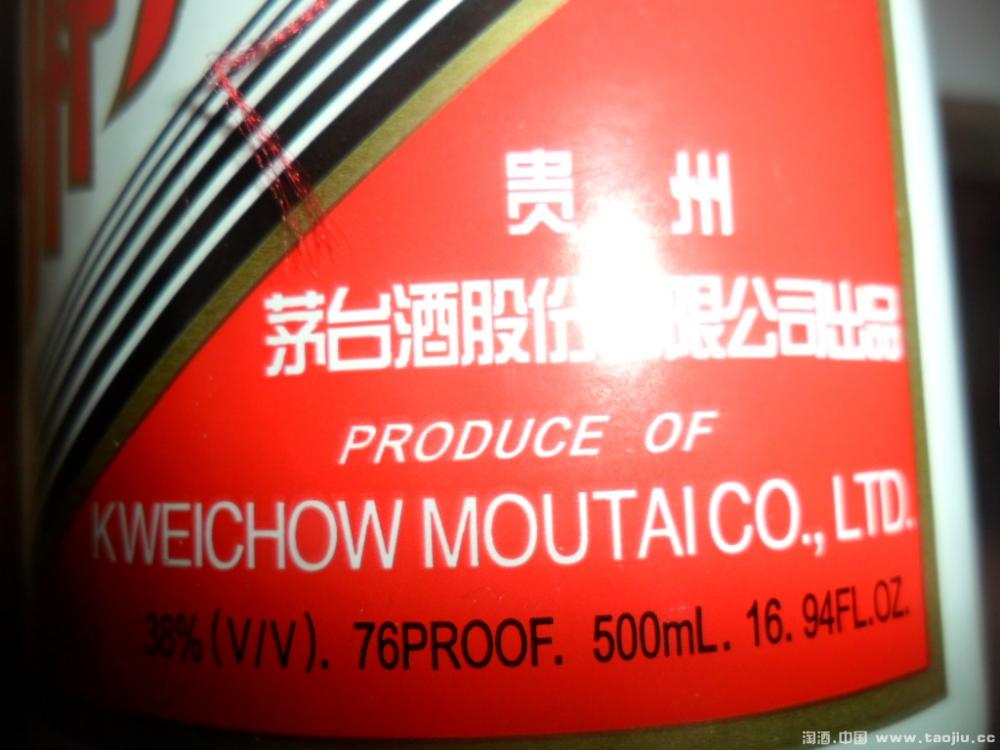 贵州
茅台酒股份有限公司出品
PRODUCE OF
KWEICHOW MOUTAI CO., LTD.
38% (V/V). 76PROOF. 500mL. 16.94FL.OZ.
淘酒.中国 www.taojiu.cc